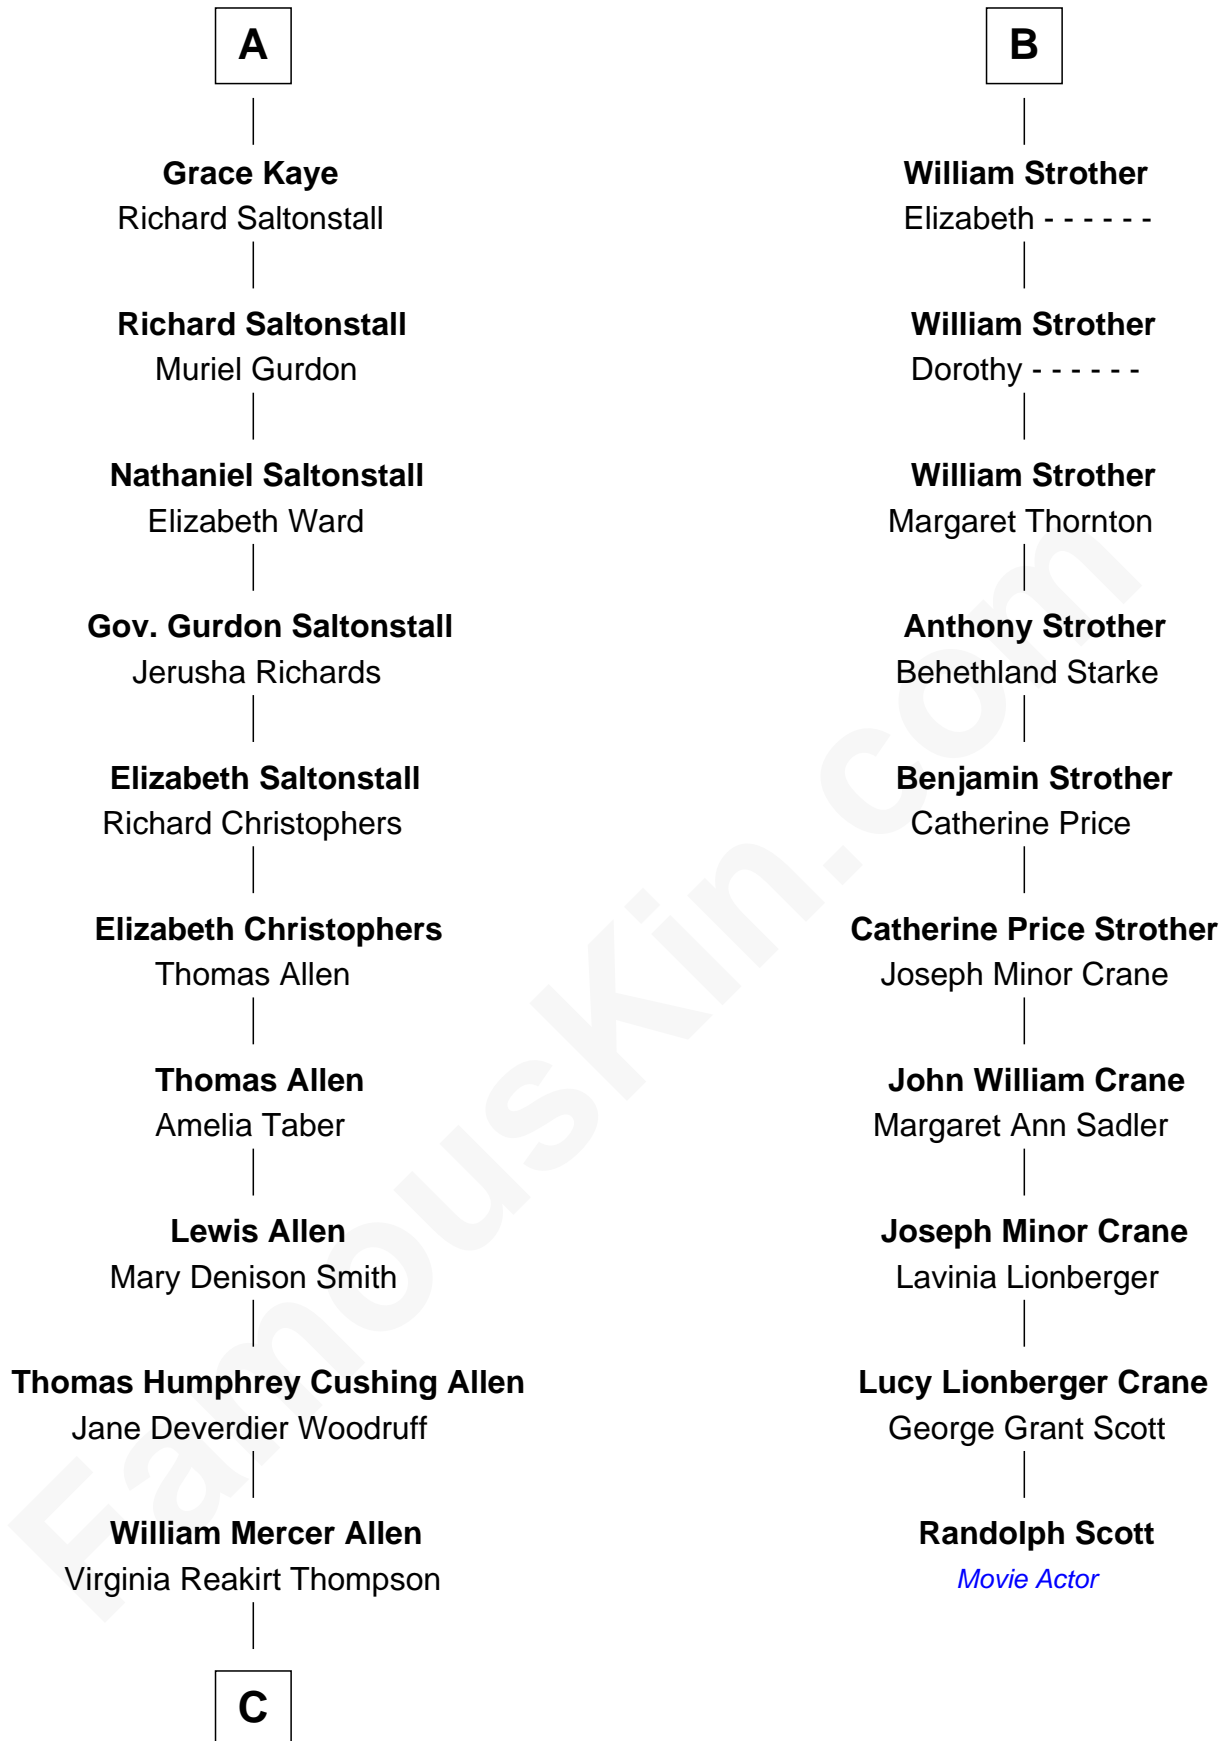 A
Grace Kaye
Richard Saltonstall
Richard Saltonstall
Muriel Gurdon
Nathaniel Saltonstall
Elizabeth Ward
Gov. Gurdon Saltonstall
Jerusha Richards
Elizabeth Saltonstall
Richard Christophers
Elizabeth Christophers
Thomas Allen
Thomas Allen
Amelia Taber
Lewis Allen
Mary Denison Smith
Thomas Humphrey Cushing Allen
Jane Deverdier Woodruff
William Mercer Allen
Virginia Reakirt Thompson
C
B
William Strother
Elizabeth - - - - - -
William Strother
Dorothy - - - - - -
William Strother
Margaret Thornton
Anthony Strother
Behethland Starke
Benjamin Strother
Catherine Price
Catherine Price Strother
Joseph Minor Crane
John William Crane
Margaret Ann Sadler
Joseph Minor Crane
Lavinia Lionberger
Lucy Lionberger Crane
George Grant Scott
Randolph Scott
Movie Actor
FamousKin.com